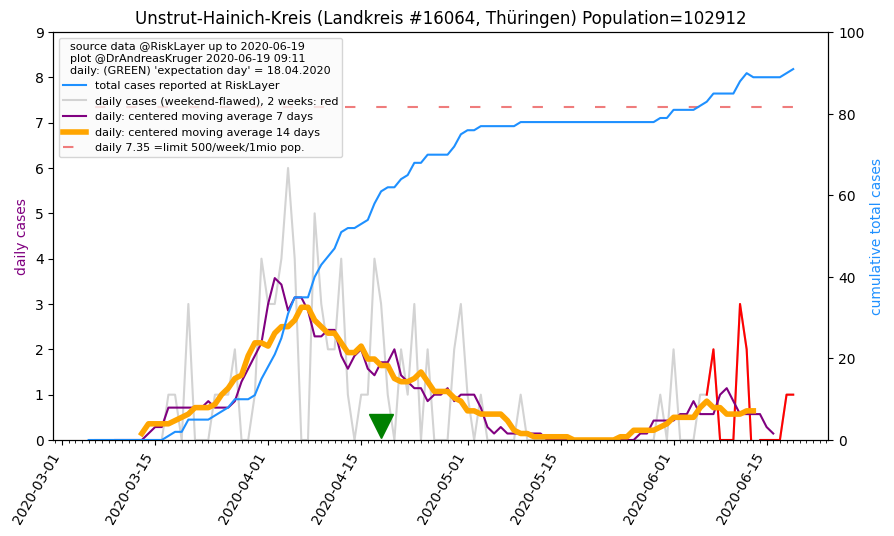 Unstrut-Hainich-Kreis (Landkreis #16064, Thüringen) Population=102912
source data @RiskLayer up to 2020-06-19
plot @DrAndreasKruger 2020-06-19 09:11
daily: (GREEN) 'expectation day' = 18.04.2020
total cases reported at RiskLayer
daily cases (weekend-flawed), 2 weeks: red
daily: centered moving average 7 days
daily: centered moving average 14 days
daily 7.35 =limit 500/week/1mio pop.
daily cases
9
8
7
6
5
4
3
2
1
0
100
80
60
40
20
0
cumulative total cases
2020-03-01
2020-03-15
2020-04-01
2020-04-15
2020-05-01
2020-05-15
2020-06-01
2020-06-15